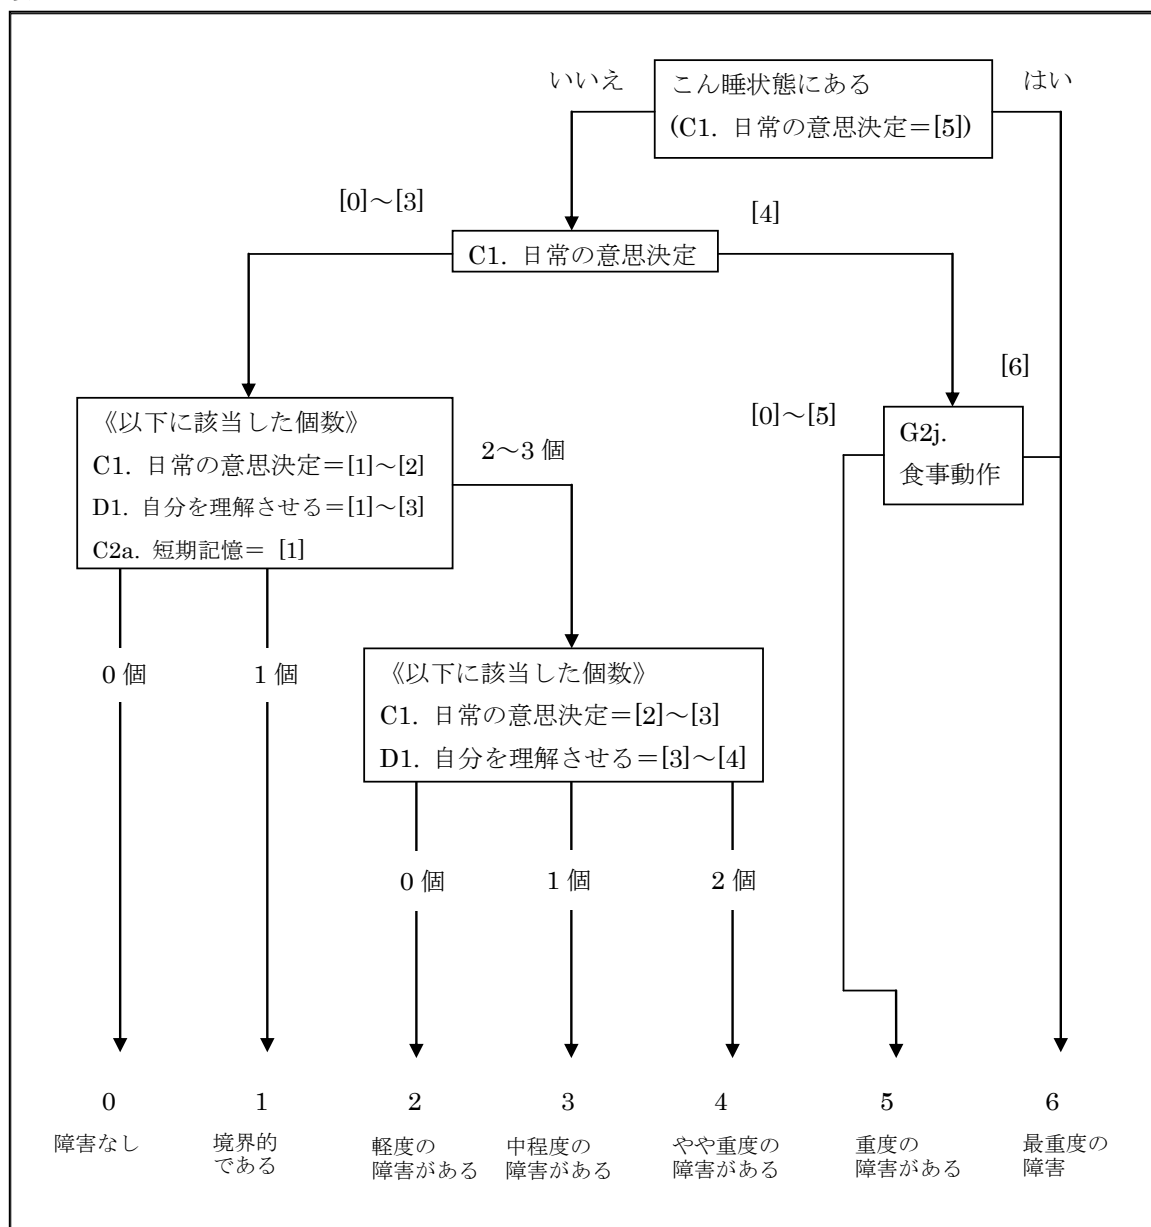 いいえ
こん睡状態にある
(C1. 日常の意思決定＝[5])
はい
[0]～[3]
[4]
C1. 日常の意思決定
[6]
[0]～[5]
G2j.
食事動作
《以下に該当した個数》
C1. 日常の意思決定＝[1]～[2]
D1. 自分を理解させる＝[1]～[3]
C2a. 短期記憶＝ [1]
2～3 個
0 個
1 個
《以下に該当した個数》
C1. 日常の意思決定＝[2]～[3]
D1. 自分を理解させる＝[3]～[4]
0 個
1 個
2 個
0
障害なし
1
境界的
である
2
軽度の
障害がある
3
中程度の
障害がある
4
やや重度の
障害がある
5
重度の
障害がある
6
最重度の
障害